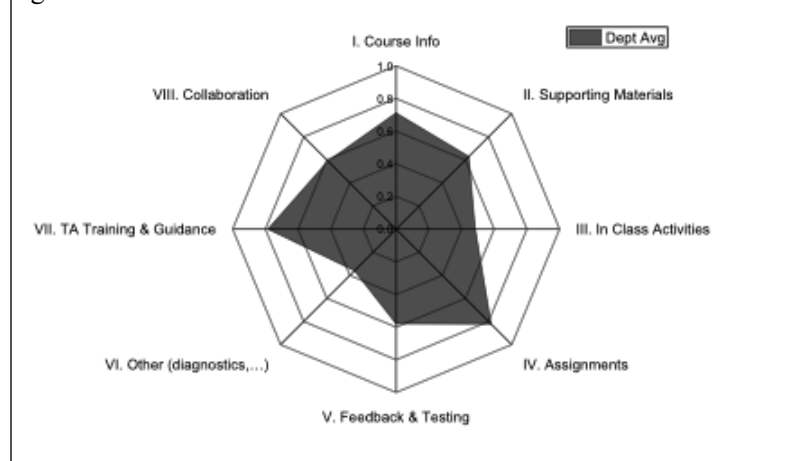 I. Course Info
Dept Avg
VIII. Collaboration
II. Supporting Materials
1.0
0.8
0.6
0.4
0.2
0.0
VII. TA Training & Guidance
III. In Class Activities
VI. Other (diagnostics,...)
IV. Assignments
V. Feedback & Testing